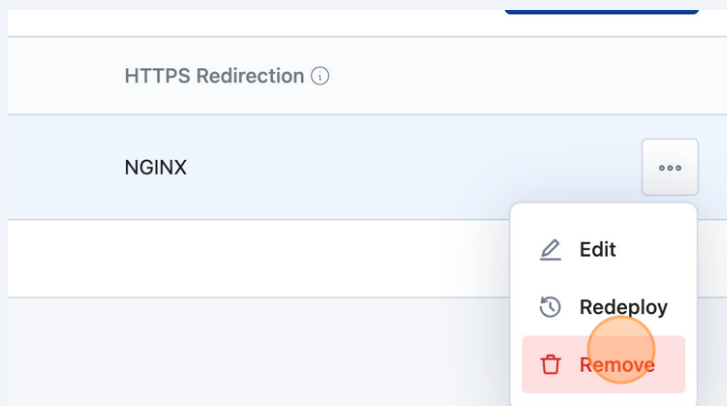 HTTPS Redirection
NGINX
Edit
Redeploy
Remove